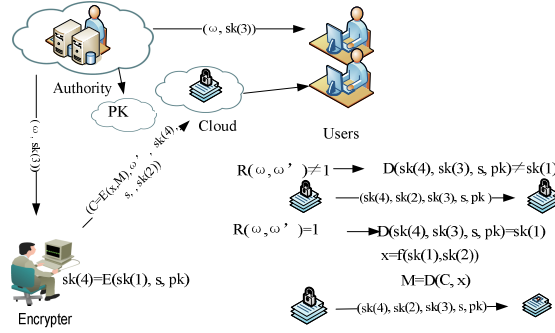 (ω, sk(3))
Authority
PK
Cloud
Users
(ω, sk(3))
(C=E(x,M), ω’, sk(4),
s, , sk(2))
R(ω,ω’)≠1
D(sk(4), sk(3), s, pk)≠sk(1)
(sk(4), sk(2), sk(3), s, pk)
R(ω,ω’)=1
D(sk(4), sk(3), s, pk)=sk(1)
x=f(sk(1),sk(2))
M=D(C, x)
sk(4)=E(sk(1), s, pk)
(sk(4), sk(2), sk(3), s, pk)
Encrypter